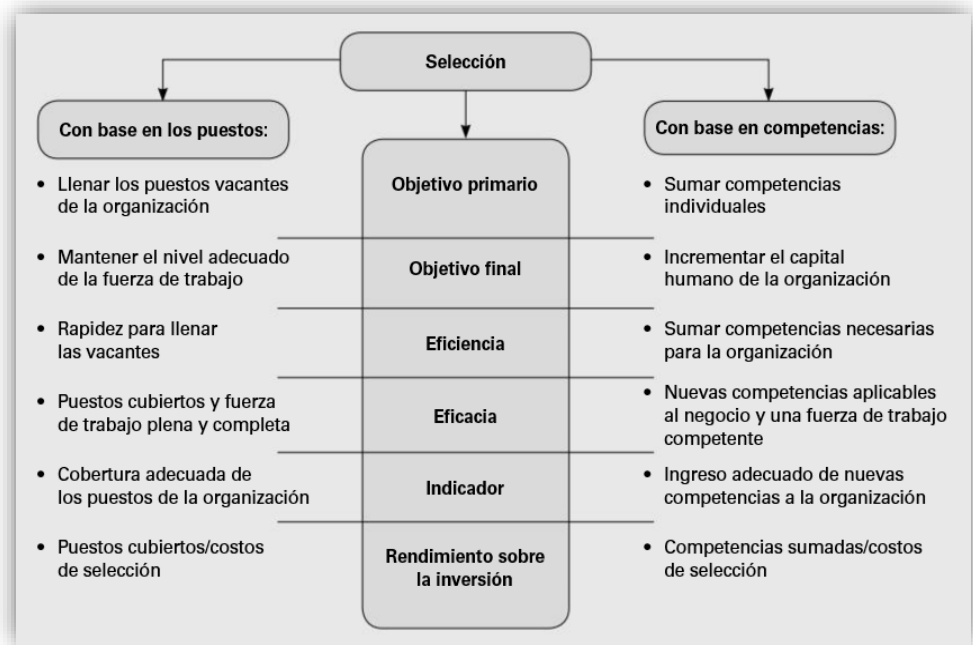 Selección
Con base en los puestos:
• Llenar los puestos vacantes
de la organización
• Mantener el nivel adecuado
de la fuerza de trabajo
• Rapidez para llenar
las vacantes
• Puestos cubiertos y fuerza
de trabajo plena y completa
• Cobertura adecuada de
los puestos de la organización
• Puestos cubiertos/costos
de selección
Objetivo primario
Objetivo final
Eficiencia
Eficacia
Indicador
Rendimiento sobre
la inversión
Con base en competencias:
• Sumar competencias
individuales
• Incrementar el capital
humano de la organización
• Sumar competencias necesarias
para la organización
• Nuevas competencias aplicables
al negocio y una fuerza de trabajo
competente
• Ingreso adecuado de nuevas
competencias a la organización
• Competencias sumadas/costos
de selección